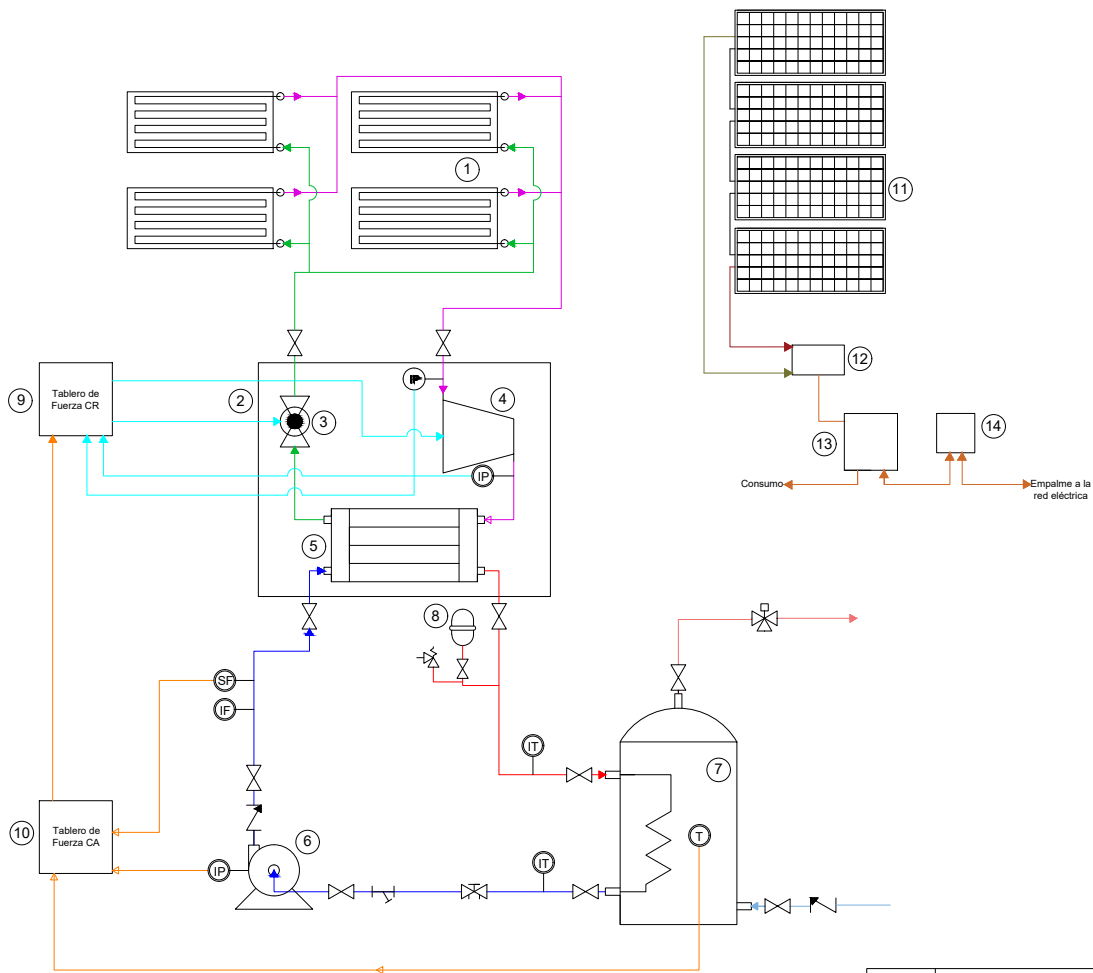 1
11
12
9
Tablero de
Fuerza CR
2
3
IP
4
13
14
Consumo
Empalme a la
red eléctrica
IP
5
8
SF
IF
IT
7
10
Tablero de
Fuerza CA
6
T
IP
IT